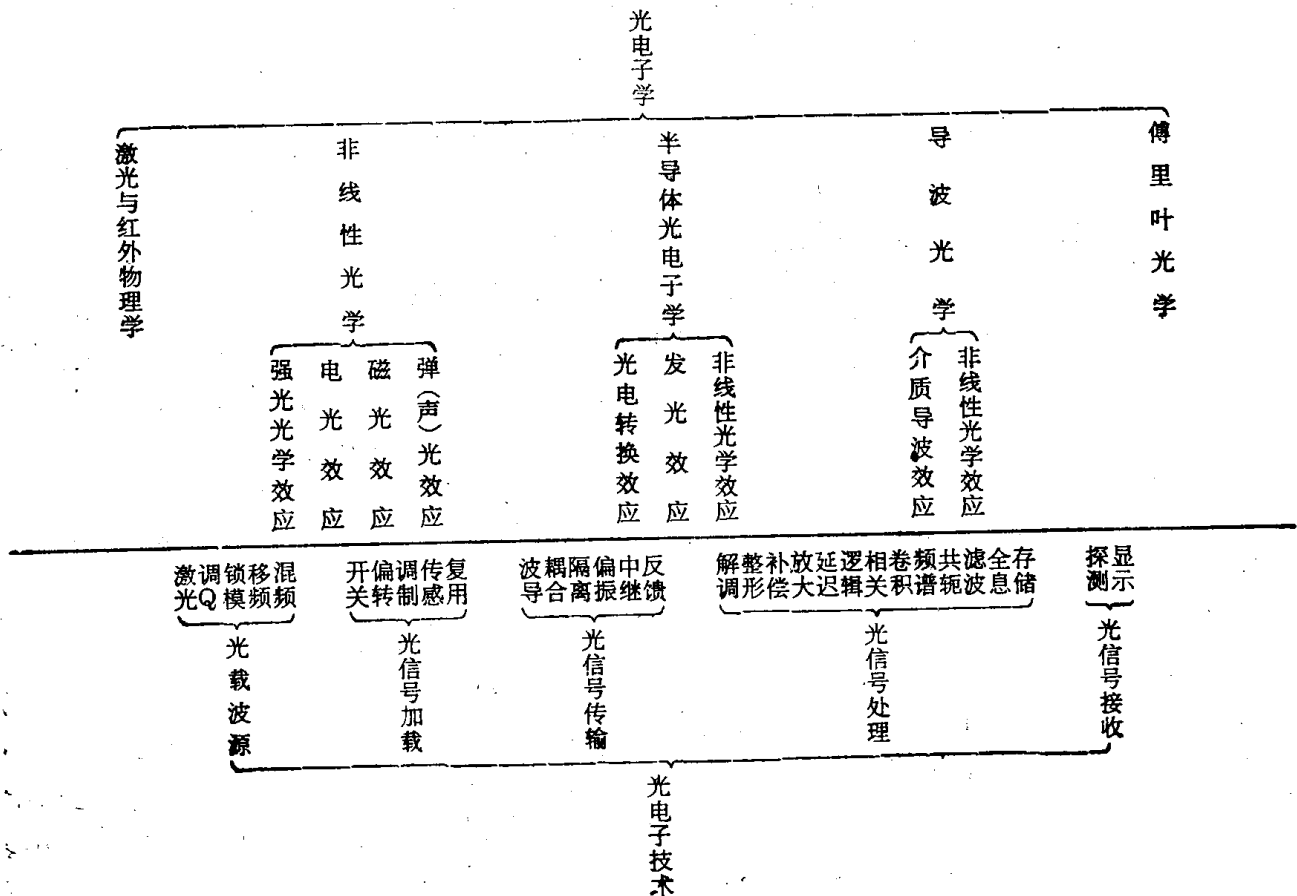 光电子学
激光与红外物理学
非线性光学
半导体光电子学
导波光学
傅里叶光学
强光光学效应
电光效应
磁光效应
弹(声)光效应
光电转换效应
发光效应
非线性光学效应
介质导波效应
非线性光学效应
激光
调Q
锁模
移频
混频
开关
偏转
调制
传感
复用
波导
耦合
隔离
偏振
中继
反馈
解调
整形
补偿
放大
延迟
逻辑
相关
卷积
频谱
共轭
滤波
全息
存储
探测
显示
光载波源
光信号加载
光信号传输
光信号处理
光信号接收
光电子技术